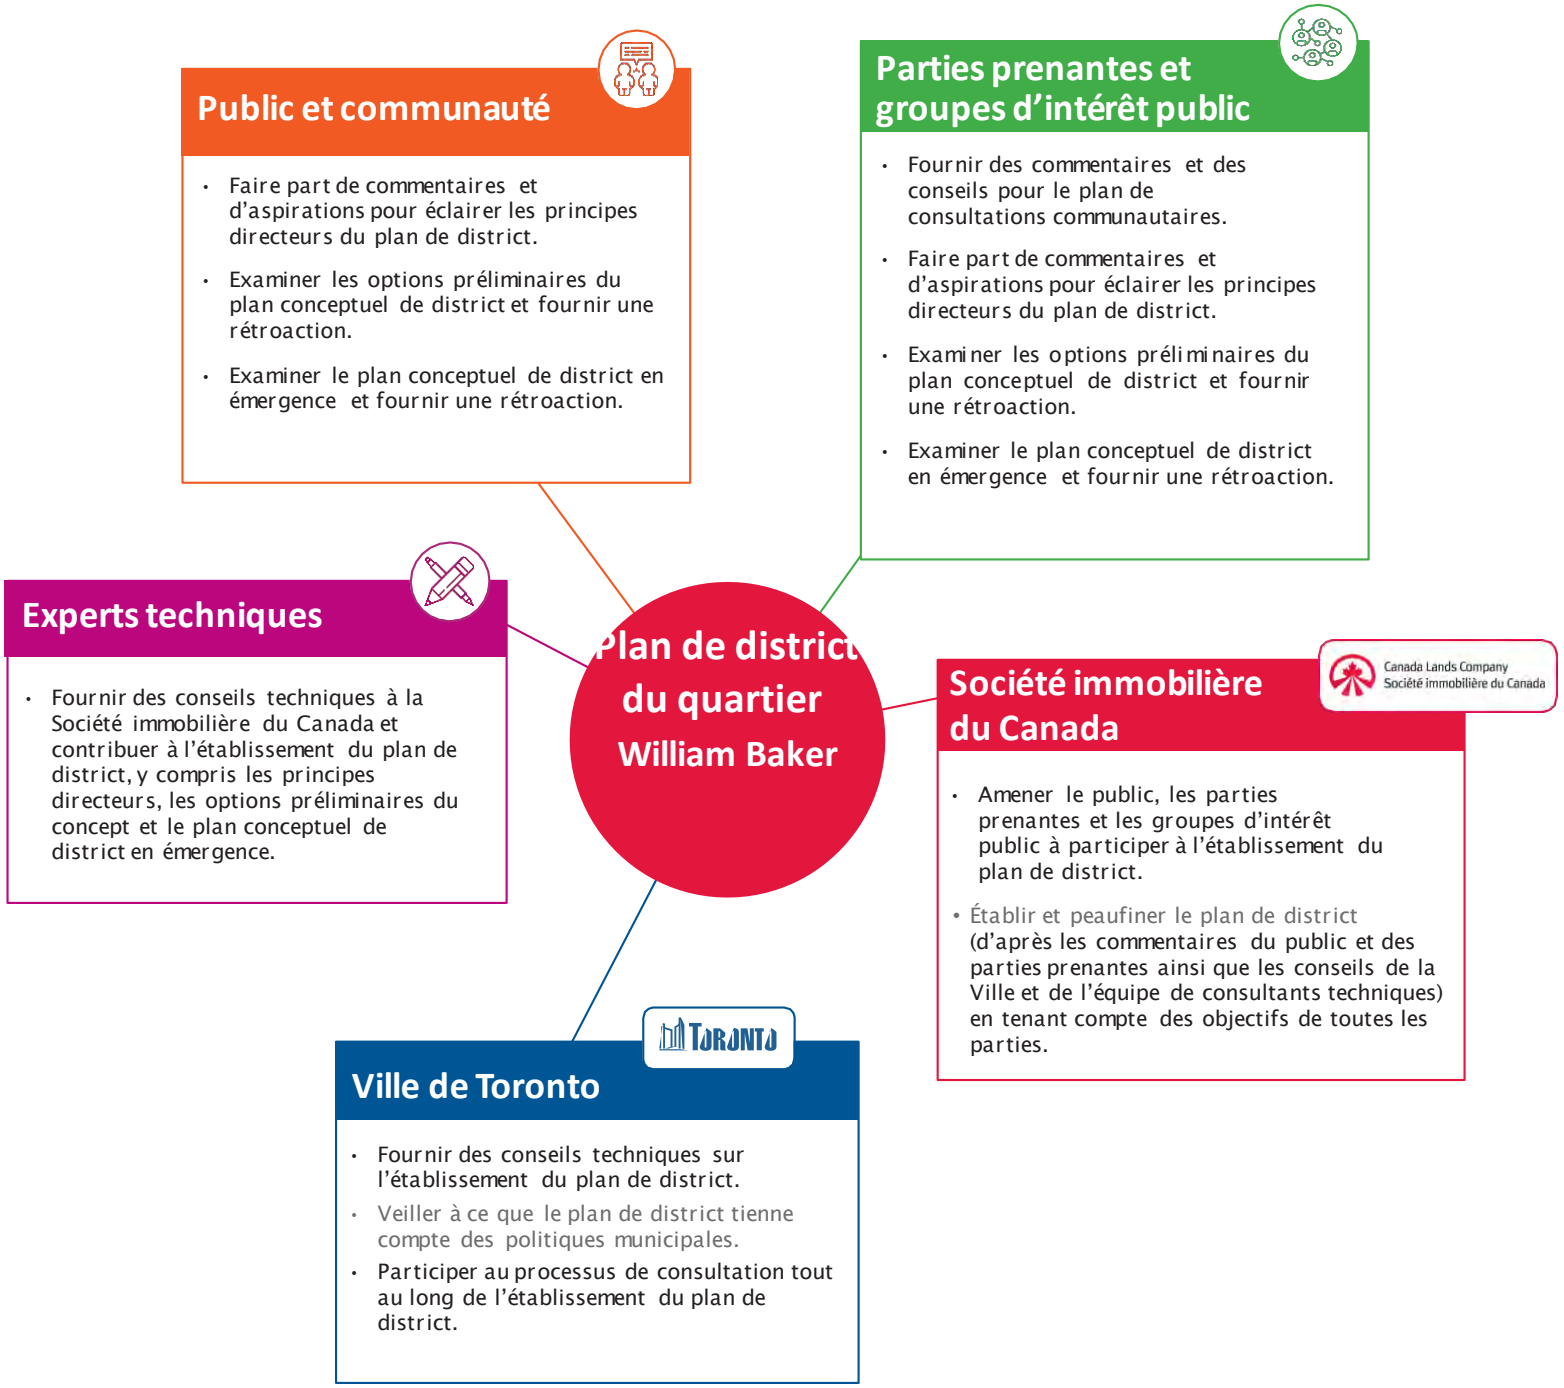 Public et communauté
• Faire part de commentaires et
d’aspirations pour éclairer les principes
directeurs du plan de district.
• Examiner les options préliminaires du
plan conceptuel de district et fournir une
rétroaction.
• Examiner le plan conceptuel de district en
émergence et fournir une rétroaction.
Parties prenantes et
groupes d’intérêt public
• Fournir des commentaires et des
conseils pour le plan de
consultations communautaires.
• Faire part de commentaires et
d’aspirations pour éclairer les principes
directeurs du plan de district.
• Examiner les options préliminaires du
plan conceptuel de district et fournir
une rétroaction.
• Examiner le plan conceptuel de district
en émergence et fournir une rétroaction.
Experts techniques
• Fournir des conseils techniques à la
Société immobilière du Canada et
contribuer à l’établissement du plan de
district, y compris les principes
directeurs, les options préliminaires du
concept et le plan conceptuel de
district en émergence.
Plan de district
du quartier
William Baker
Société immobilière
du Canada
Canada Lands Company
Société immobilière du Canada
• Amener le public, les parties
prenantes et les groupes d’intérêt
public à participer à l’établissement du
plan de district.
• Établir et peaufiner le plan de district
(d’après les commentaires du public et des
parties prenantes ainsi que les conseils de la
Ville et de l’équipe de consultants techniques)
en tenant compte des objectifs de toutes les
parties.
TORONTO
Ville de Toronto
• Fournir des conseils techniques sur
l’établissement du plan de district.
• Veiller à ce que le plan de district tienne
compte des politiques municipales.
• Participer au processus de consultation tout
au long de l’établissement du plan de
district.